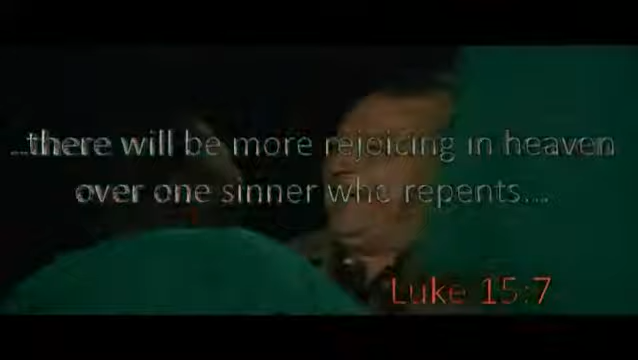 ...there will be more rejoicing in heaven
over one sinner who repents....
Luke 15:7